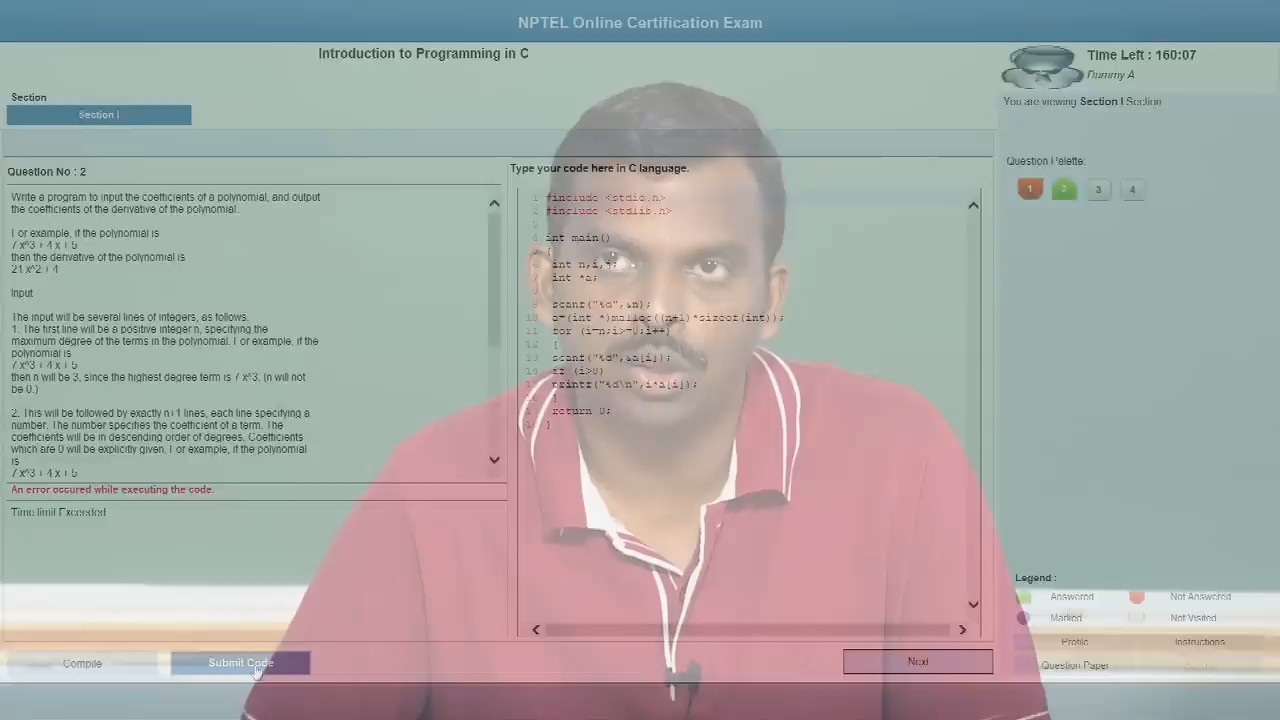 NPTEL Online Certification Exam
Introduction to Programming in C
Time Left : 160:07
Dummy A
Section
Section I
You are viewing Section I Section
Question No : 2
Type your code here in C language.
Question Palette:
1 2 3 4
Write a program to input the coefficients of a polynomial, and output
the coefficients of the derivative of the polynomial.
For example, if the polynomial is
7 x^3 + 4 x + 5
then the derivative of the polynomial is
21 x^2 + 4
Input
The input will be several lines of integers, as follows.
1. The first line will be a positive integer n, specifying the
maximum degree of the terms in the polynomial. For example, if the
polynomial is
7 x^3 + 4 x + 5
then n will be 3, since the highest degree term is 7 x^3. (n will not
be 0.)
2. This will be followed by exactly n+1 lines, each line specifying a
number. The number specifies the coefficient of a term. The
coefficients will be in descending order of degrees. Coefficients
which are 0 will be explicitly given. For example, if the polynomial
is
7 x^3 + 4 x + 5
An error occured while executing the code.
Time limit Exceeded
1 #include <stdio.h>
2 #include <stdlib.h>
int main()
{
int n,i,j;
int *a;
scanf("%d",&n);
10 a=(int *)malloc((n+1)*sizeof(int));
11 for (i=n;i>=0;i++)
12 {
13 scanf("%d",&a[i]);
14 if (i>0)
15 printf("%d\n",i*a[i]);
}
return 0;
}
Legend :
Answered
Not Answered
Marked
Not Visited
Profile
Instructions
Question Paper
Compile
Submit Code
Next